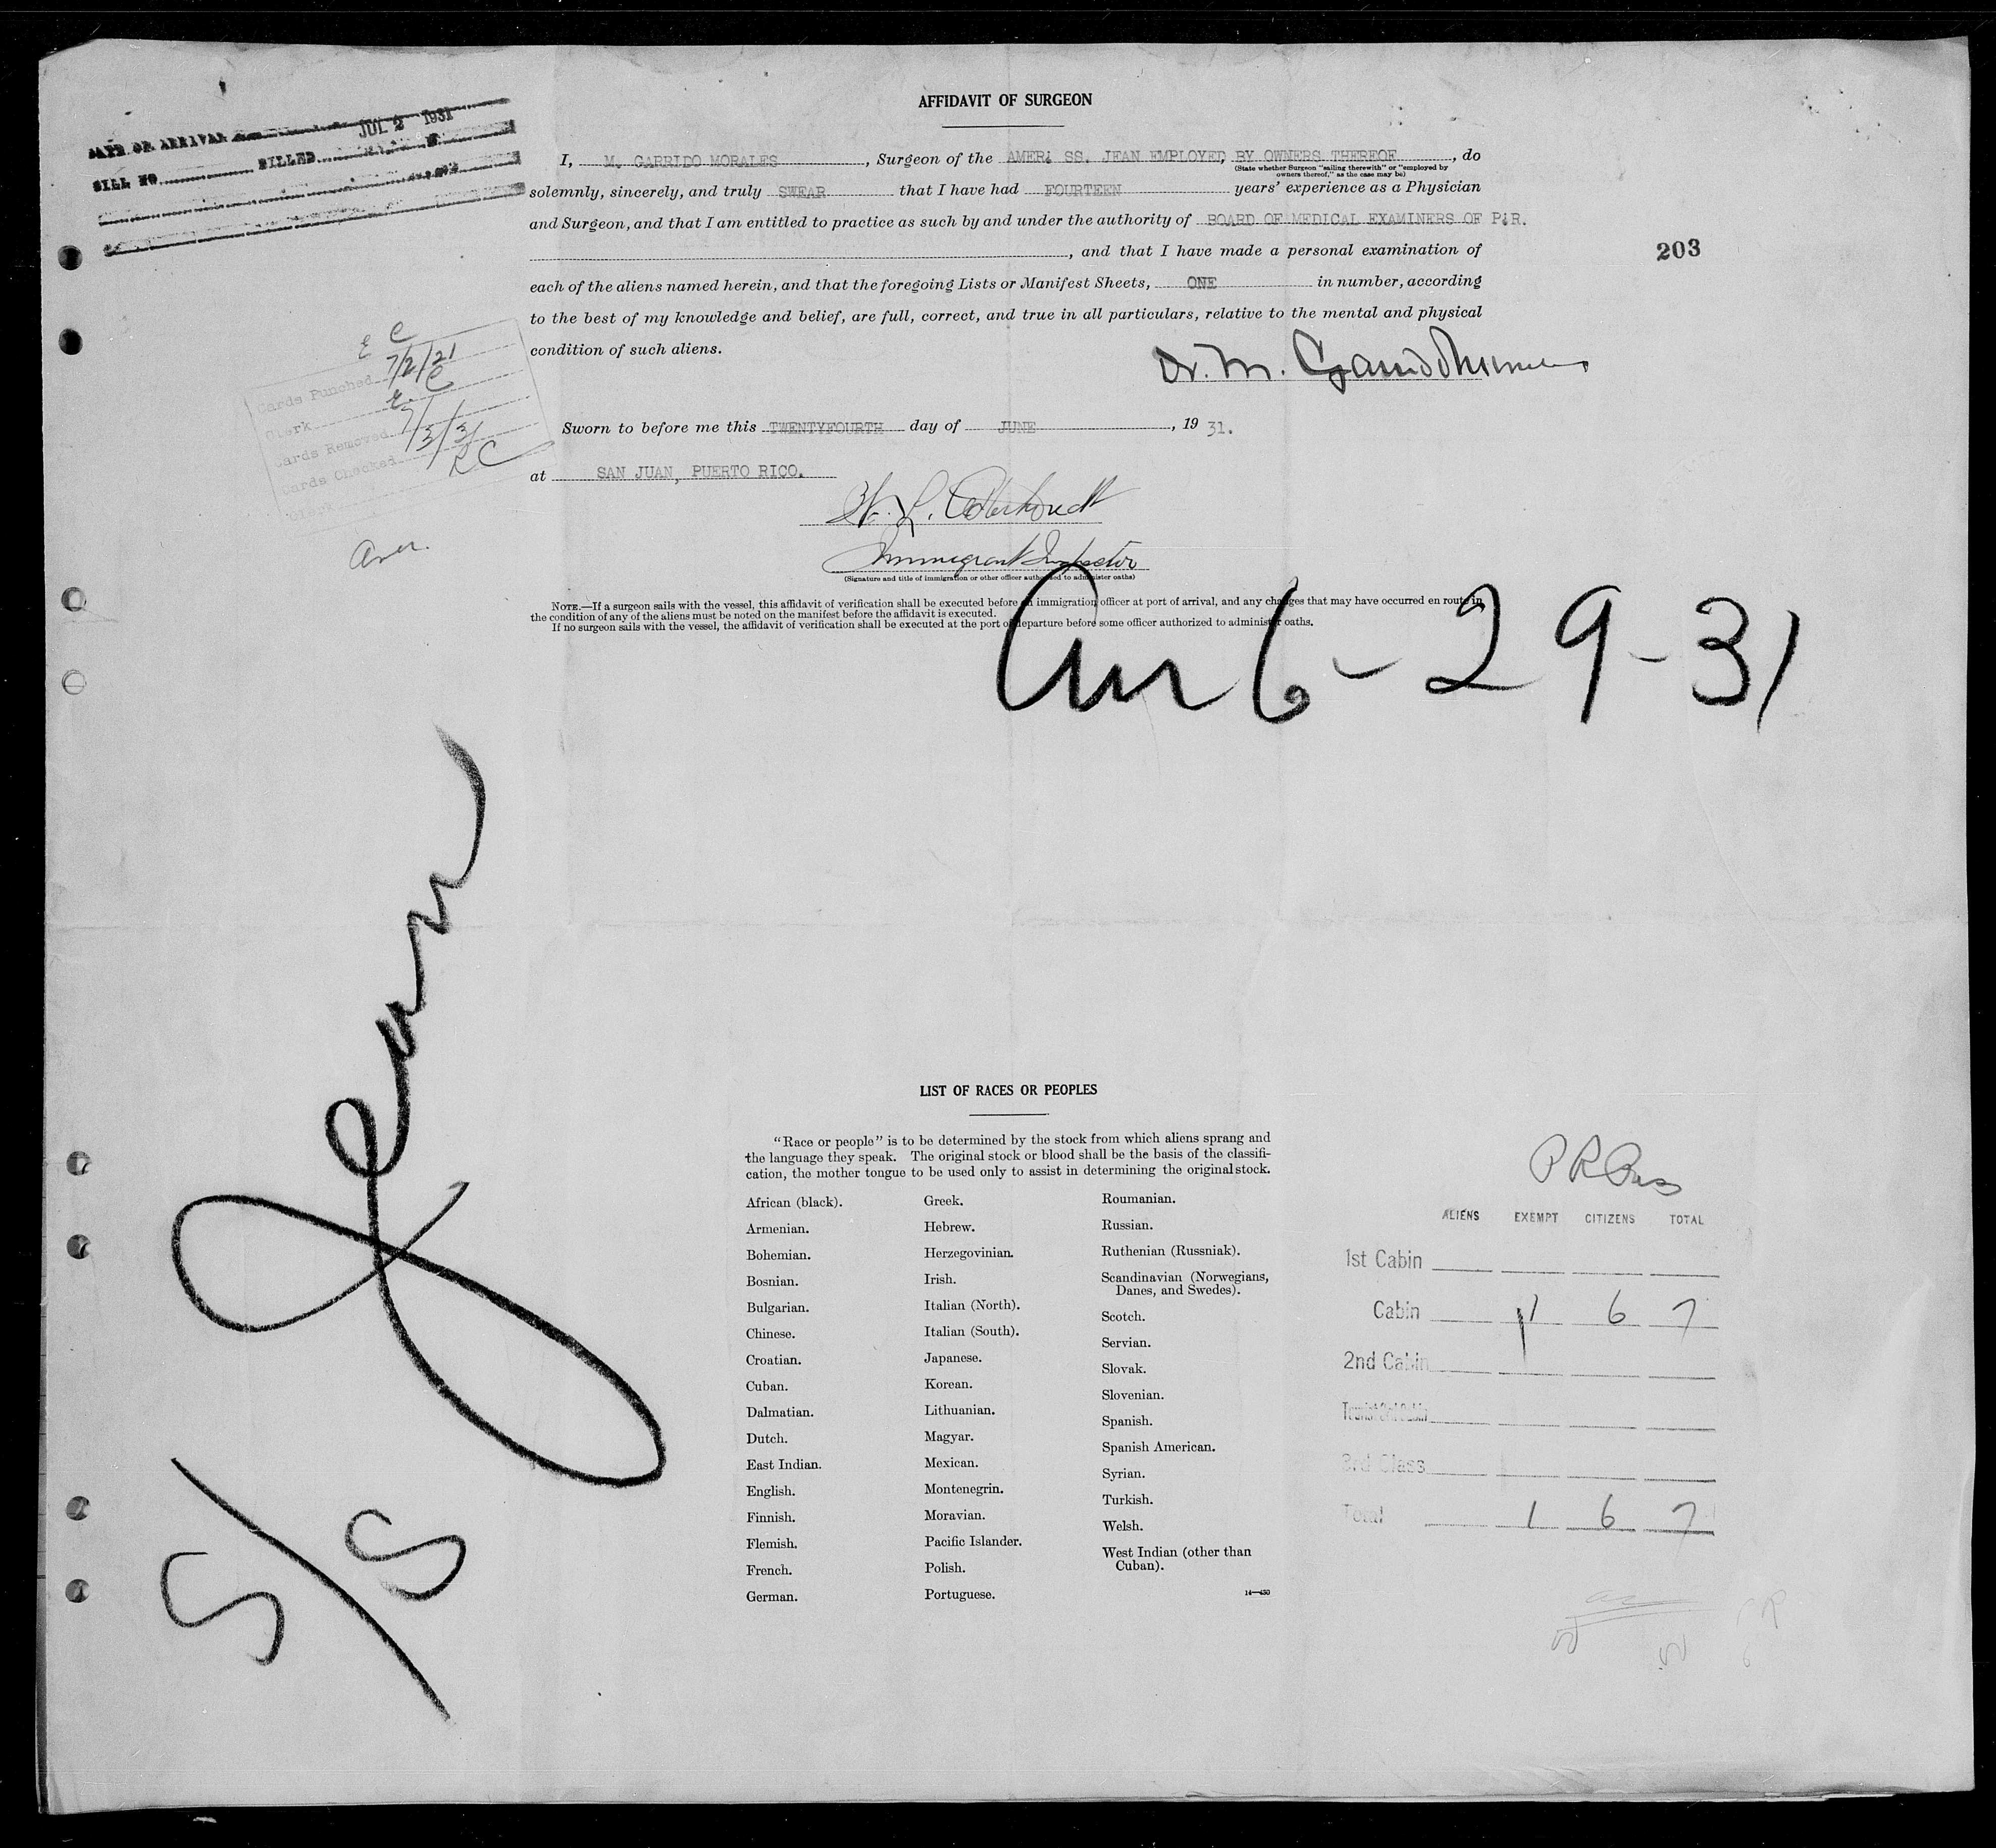 AFFIDAVIT OF SURGEON
DATE OF ARRIVAL JUL 2 1931
BILL NO. BILLED
I, M. GARRIDO MORALES, Surgeon of the AMER. SS. JEAN EMPLOYED BY OWNERS THEREOF, do
(State whether Surgeon "sailing therewith" or "employed by
owners thereof," as the case may be)
solemnly, sincerely, and truly SWEAR that I have had FOURTEEN years' experience as a Physician
and Surgeon, and that I am entitled to practice as such by and under the authority of BOARD OF MEDICAL EXAMINERS OF P.R.
, and that I have made a personal examination of
203
each of the aliens named herein, and that the foregoing Lists or Manifest Sheets, ONE in number, according
to the best of my knowledge and belief, are full, correct, and true in all particulars, relative to the mental and physical
condition of such aliens.
Dr. M.
E C
Cards Punched 7/2/31
Clerk E. C
Cards Removed
Cards Checked 7/3/31
Clerk RC
Sworn to before me this TWENTYFOURTH day of JUNE, 19 31.
at SAN JUAN, PUERTO RICO.
Immigrant Inspector
(Signature and title of immigration or other officer authorized to administer oaths)
NOTE.—If a surgeon sails with the vessel, this affidavit of verification shall be executed before an immigration officer at port of arrival, and any changes that may have occurred en route in
the condition of any of the aliens must be noted on the manifest before the affidavit is executed.
If no surgeon sails with the vessel, the affidavit of verification shall be executed at the port of departure before some officer authorized to administer oaths.
Arr 6-29-31
S/S Jean
LIST OF RACES OR PEOPLES
"Race or people" is to be determined by the stock from which aliens sprang and
the language they speak. The original stock or blood shall be the basis of the classifi-
cation, the mother tongue to be used only to assist in determining the original stock.
African (black).
Armenian.
Bohemian.
Bosnian.
Bulgarian.
Chinese.
Croatian.
Cuban.
Dalmatian.
Dutch.
East Indian.
English.
Finnish.
Flemish.
French.
German.
Greek.
Hebrew.
Herzegovinian.
Irish.
Italian (North).
Italian (South).
Japanese.
Korean.
Lithuanian.
Magyar.
Mexican.
Montenegrin.
Moravian.
Pacific Islander.
Polish.
Portuguese.
Roumanian.
Russian.
Ruthenian (Russniak).
Scandinavian (Norwegians,
Danes, and Swedes).
Scotch.
Servian.
Slovak.
Slovenian.
Spanish.
Spanish American.
Syrian.
Turkish.
Welsh.
West Indian (other than
Cuban).
14—430
P R Pass
ALIENS EXEMPT CITIZENS TOTAL
1st Cabin
Cabin 1 6 7
2nd Cabin
Tourist 3rd Cabin
3rd Class
Total 1 6 7